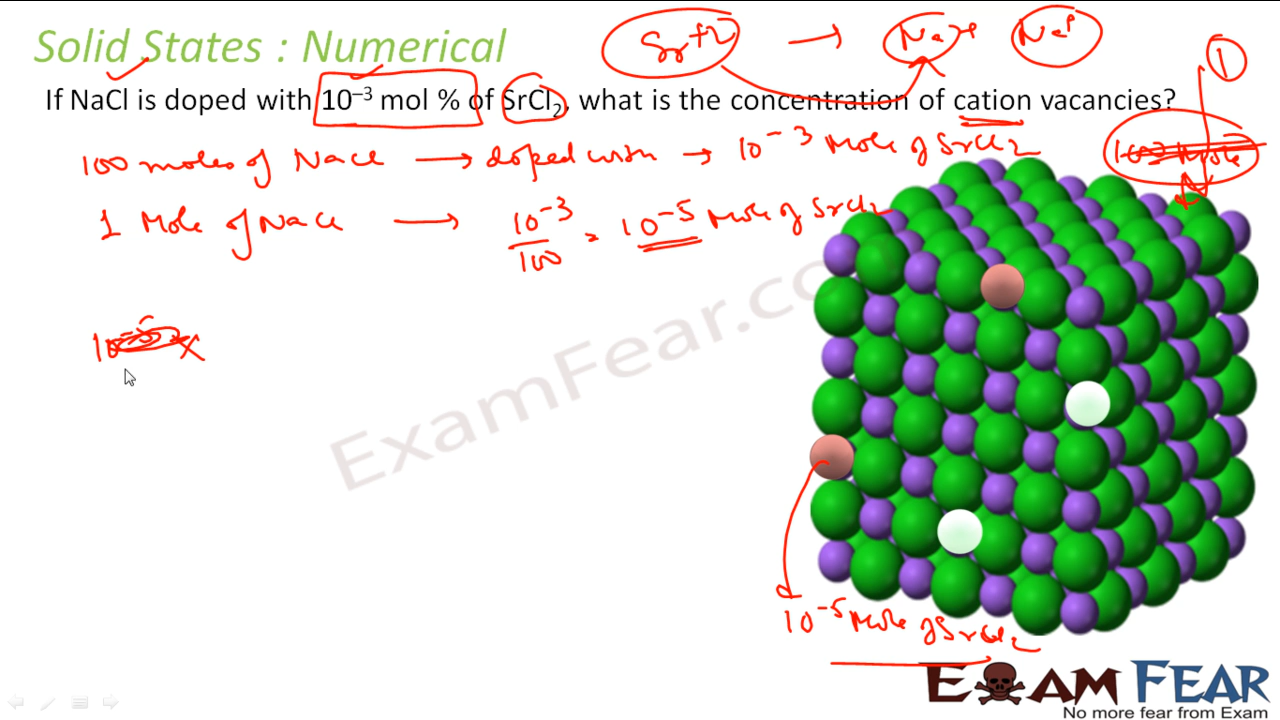 Solid States : Numerical
Sr+2 → Na+ Na+
①
If NaCl is doped with 10⁻³ mol % of SrCl₂, what is the concentration of cation vacancies?
100 moles of NaCl → doped with → 10⁻³ Mole of SrCl2
1 Mole of NaCl → 10⁻³/100 = 10⁻⁵ Mole of SrCl2
ExamFear.com
10⁻⁵ Mole of SrCl2
EXAM FEAR
No more fear from Exam